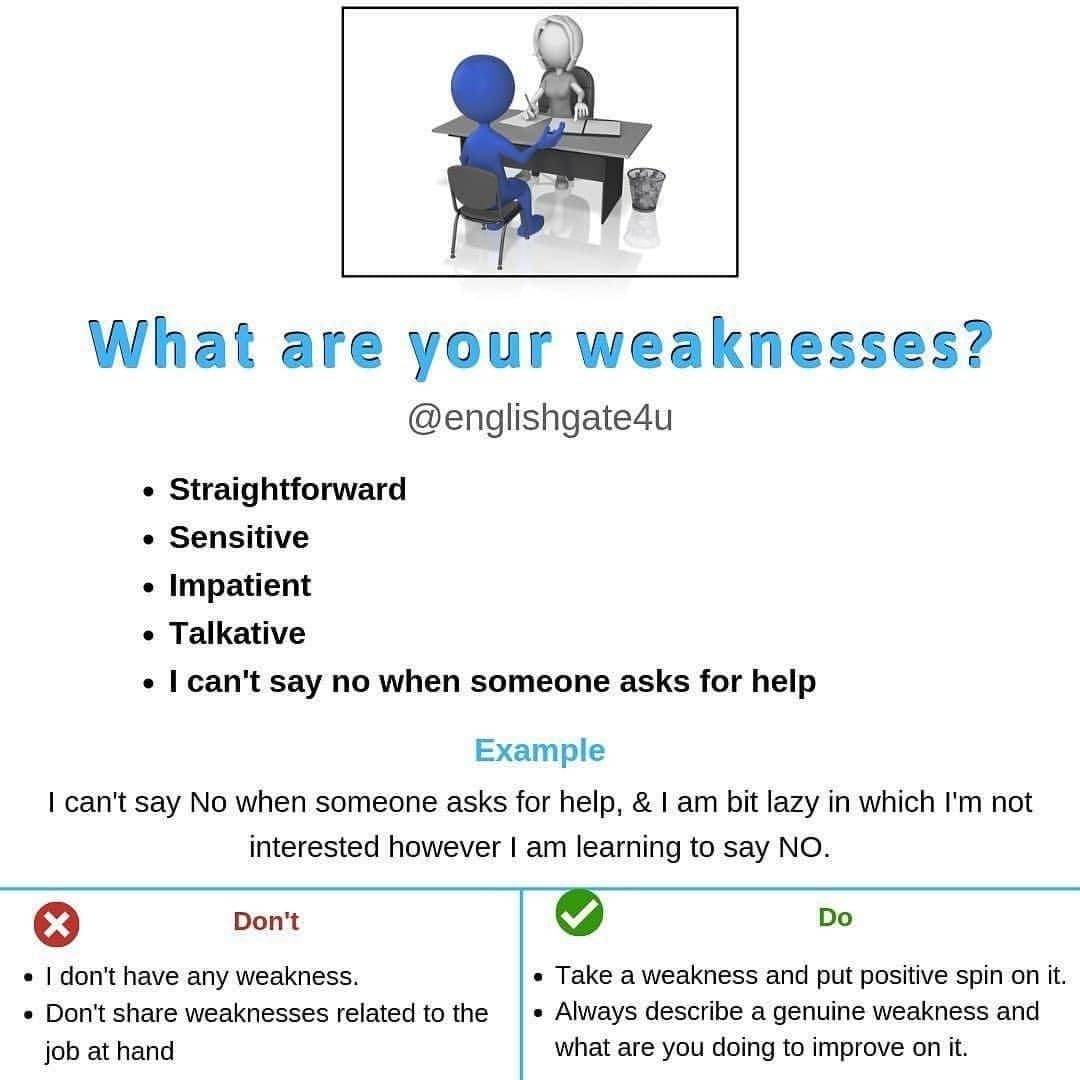 What are your weaknesses?
@englishgate4u
• Straightforward
• Sensitive
• Impatient
• Talkative
• I can't say no when someone asks for help
Example
I can't say No when someone asks for help, & I am bit lazy in which I'm not
interested however I am learning to say NO.
Don't
• I don't have any weakness.
• Don't share weaknesses related to the
job at hand
Do
• Take a weakness and put positive spin on it.
• Always describe a genuine weakness and
what are you doing to improve on it.